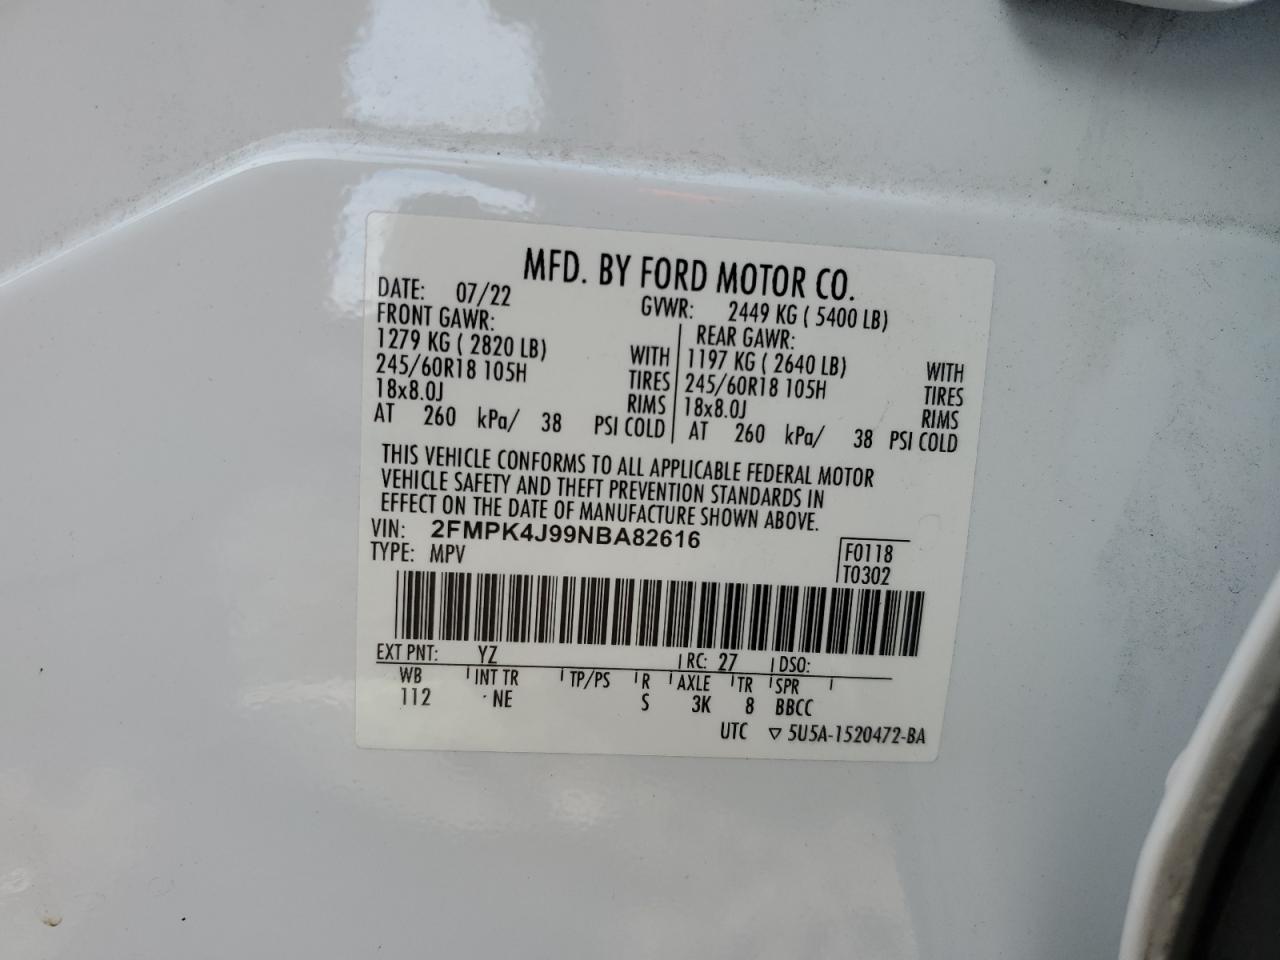 MFD. BY FORD MOTOR CO.
DATE: 07/22 GVWR: 2449 KG ( 5400 LB)
FRONT GAWR: REAR GAWR:
1279 KG ( 2820 LB) WITH 1197 KG ( 2640 LB) WITH
245/60R18 105H TIRES 245/60R18 105H TIRES
18x8.0J RIMS 18x8.0J RIMS
AT 260 kPa/ 38 PSI COLD AT 260 kPa/ 38 PSI COLD
THIS VEHICLE CONFORMS TO ALL APPLICABLE FEDERAL MOTOR
VEHICLE SAFETY AND THEFT PREVENTION STANDARDS IN
EFFECT ON THE DATE OF MANUFACTURE SHOWN ABOVE.
VIN: 2FMPK4J99NBA82616
TYPE: MPV F0118
T0302
EXT PNT: YZ RC: 27 DSO:
WB INT TR TP/PS R AXLE TR SPR
112 NE S 3K 8 BBCC
UTC ▽ 5U5A-1520472-BA